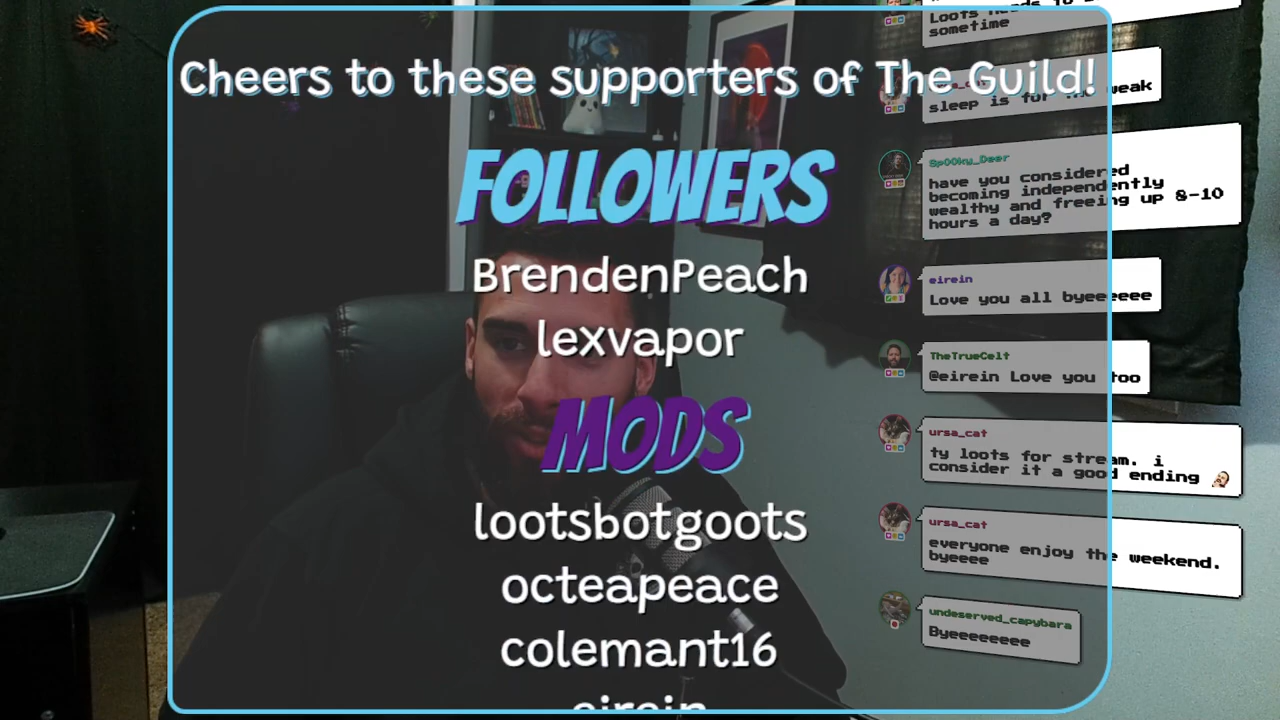 Cheers to these supporters of The Guild!
FOLLOWERS
BrendenPeach
lexvapor
MODS
lootsbotgoots
octeapeace
colemant16
eirein
Loots
sometime
sleep is for weak
Sp00ky_Deer
have you considered
becoming independently
wealthy and freeing up 8-10
hours a day?
eirein
Love you all byeeeeee
TheTrueCelt
@eirein Love you too
ursa_cat
ty loots for stream. i
consider it a good ending
ursa_cat
everyone enjoy the weekend.
byeeee
undeserved_capybara
Byeeeeeeee